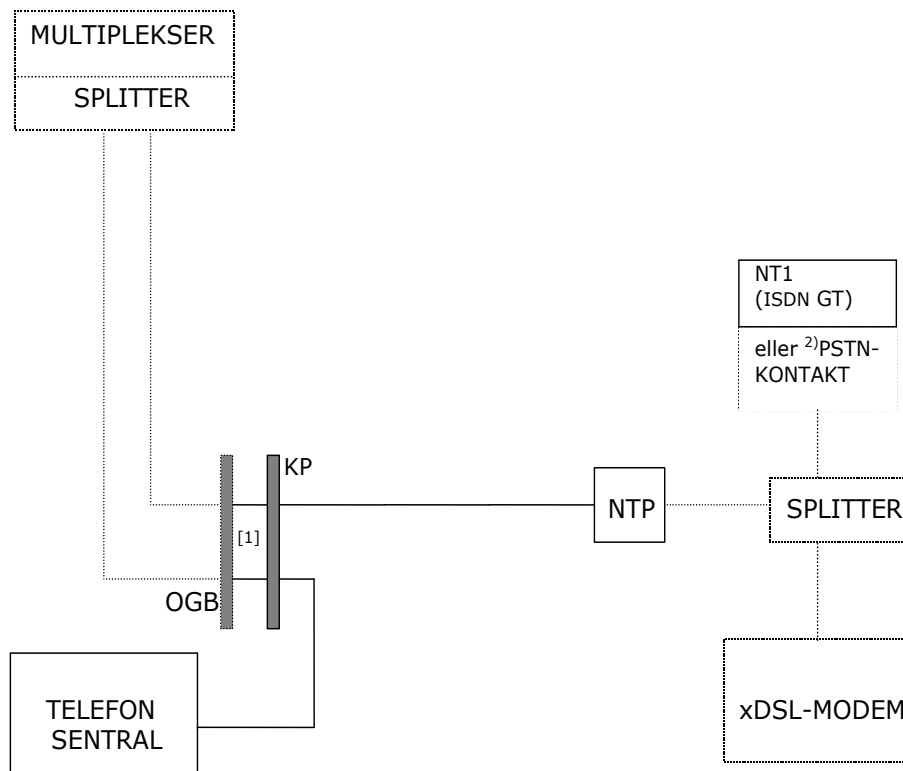 MULTIPLEKSER
SPLITTER
NT1
(ISDN GT)
eller 2)PSTN-
KONTAKT
KP
NTP
SPLITTER
[1]
OGB
TELEFON
SENTRAL
xDSL-MODEM